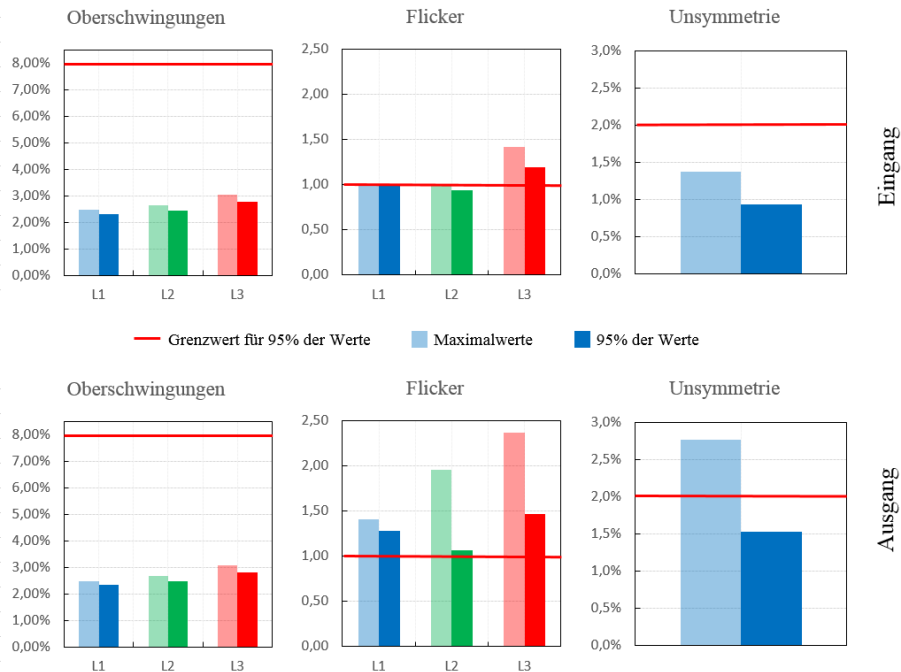 Oberschwingungen
Flicker
Unsymmetrie
8,00%
7,00%
6,00%
5,00%
4,00%
3,00%
2,00%
1,00%
0,00%
L1 L2 L3
2,50
2,00
1,50
1,00
0,50
0,00
L1 L2 L3
3,0%
2,5%
2,0%
1,5%
1,0%
0,5%
0,0%
Eingang
Grenzwert für 95% der Werte
Maximalwerte
95% der Werte
Oberschwingungen
Flicker
Unsymmetrie
8,00%
7,00%
6,00%
5,00%
4,00%
3,00%
2,00%
1,00%
0,00%
L1 L2 L3
2,50
2,00
1,50
1,00
0,50
0,00
L1 L2 L3
3,0%
2,5%
2,0%
1,5%
1,0%
0,5%
0,0%
Ausgang